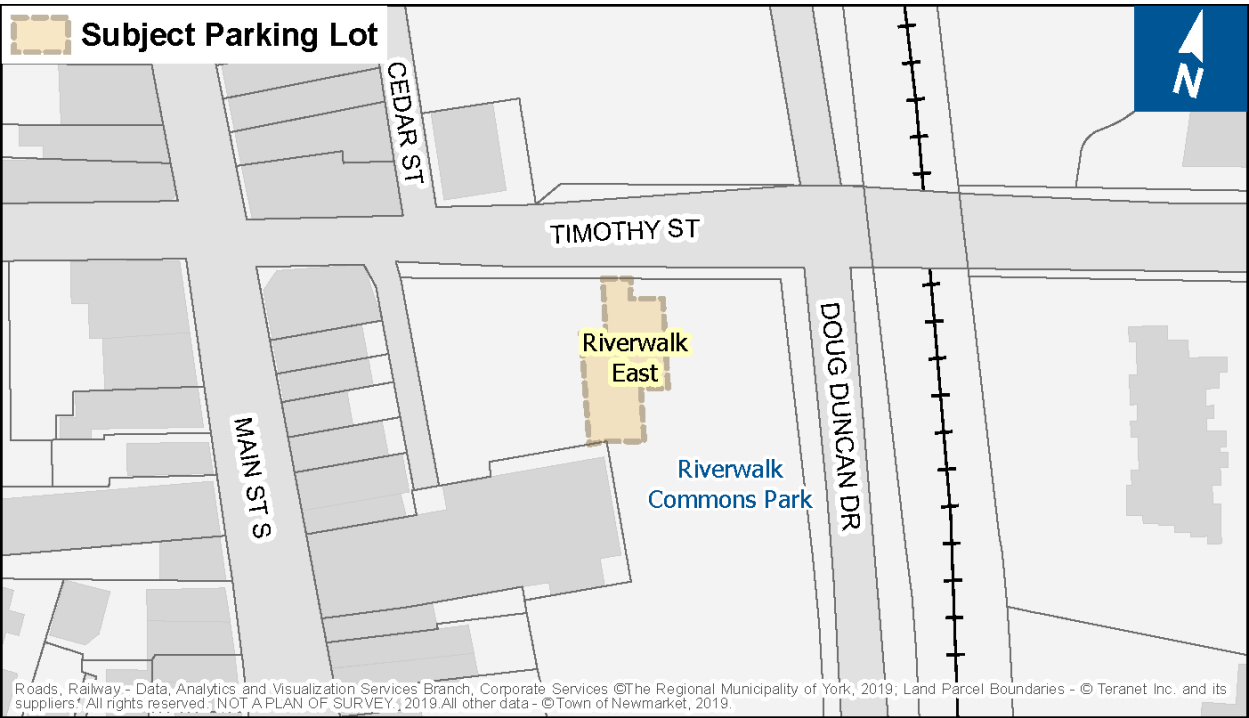 Subject Parking Lot
N
CEDAR ST
TIMOTHY ST
Riverwalk
East
DOUG DUNCAN DR
MAIN ST S
Riverwalk
Commons Park
Roads, Railway - Data, Analytics and Visualization Services Branch, Corporate Services ©The Regional Municipality of York, 2019; Land Parcel Boundaries - © Teranet Inc. and its
suppliers. All rights reserved. NOT A PLAN OF SURVEY. 2019.All other data - ©Town of Newmarket, 2019.